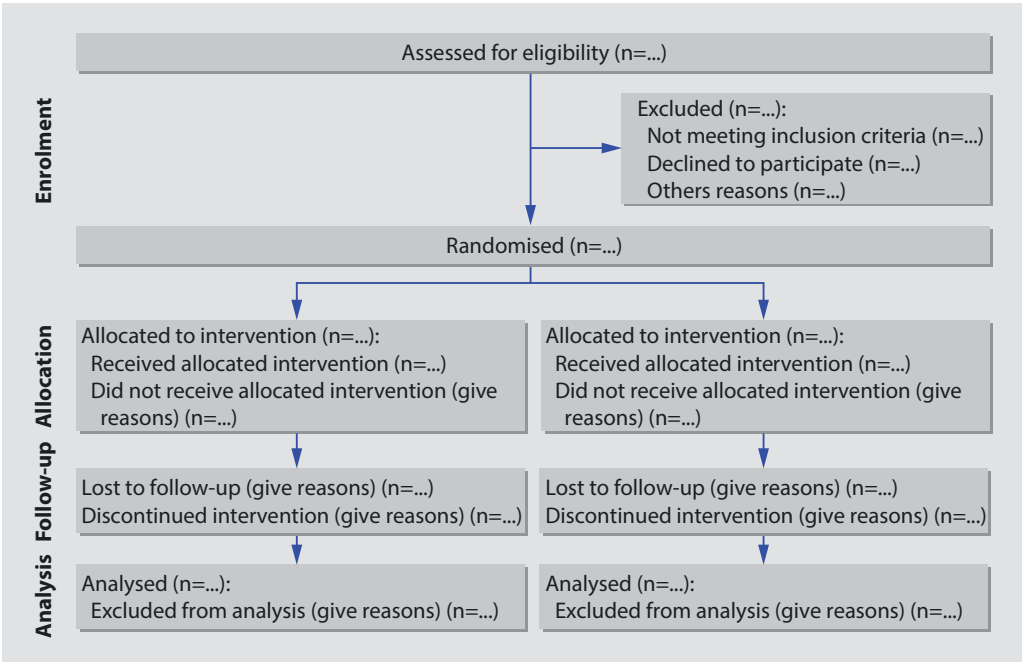 Assessed for eligibility (n=...)
Enrolment
Excluded (n=...):
Not meeting inclusion criteria (n=...)
Declined to participate (n=...)
Others reasons (n=...)
Randomised (n=...)
Allocation
Allocated to intervention (n=...):
Received allocated intervention (n=...)
Did not receive allocated intervention (give
reasons) (n=...)
Allocated to intervention (n=...):
Received allocated intervention (n=...)
Did not receive allocated intervention (give
reasons) (n=...)
Follow-up
Lost to follow-up (give reasons) (n=...)
Discontinued intervention (give reasons) (n=...)
Lost to follow-up (give reasons) (n=...)
Discontinued intervention (give reasons) (n=...)
Analysis
Analysed (n=...):
Excluded from analysis (give reasons) (n=...)
Analysed (n=...):
Excluded from analysis (give reasons) (n=...)